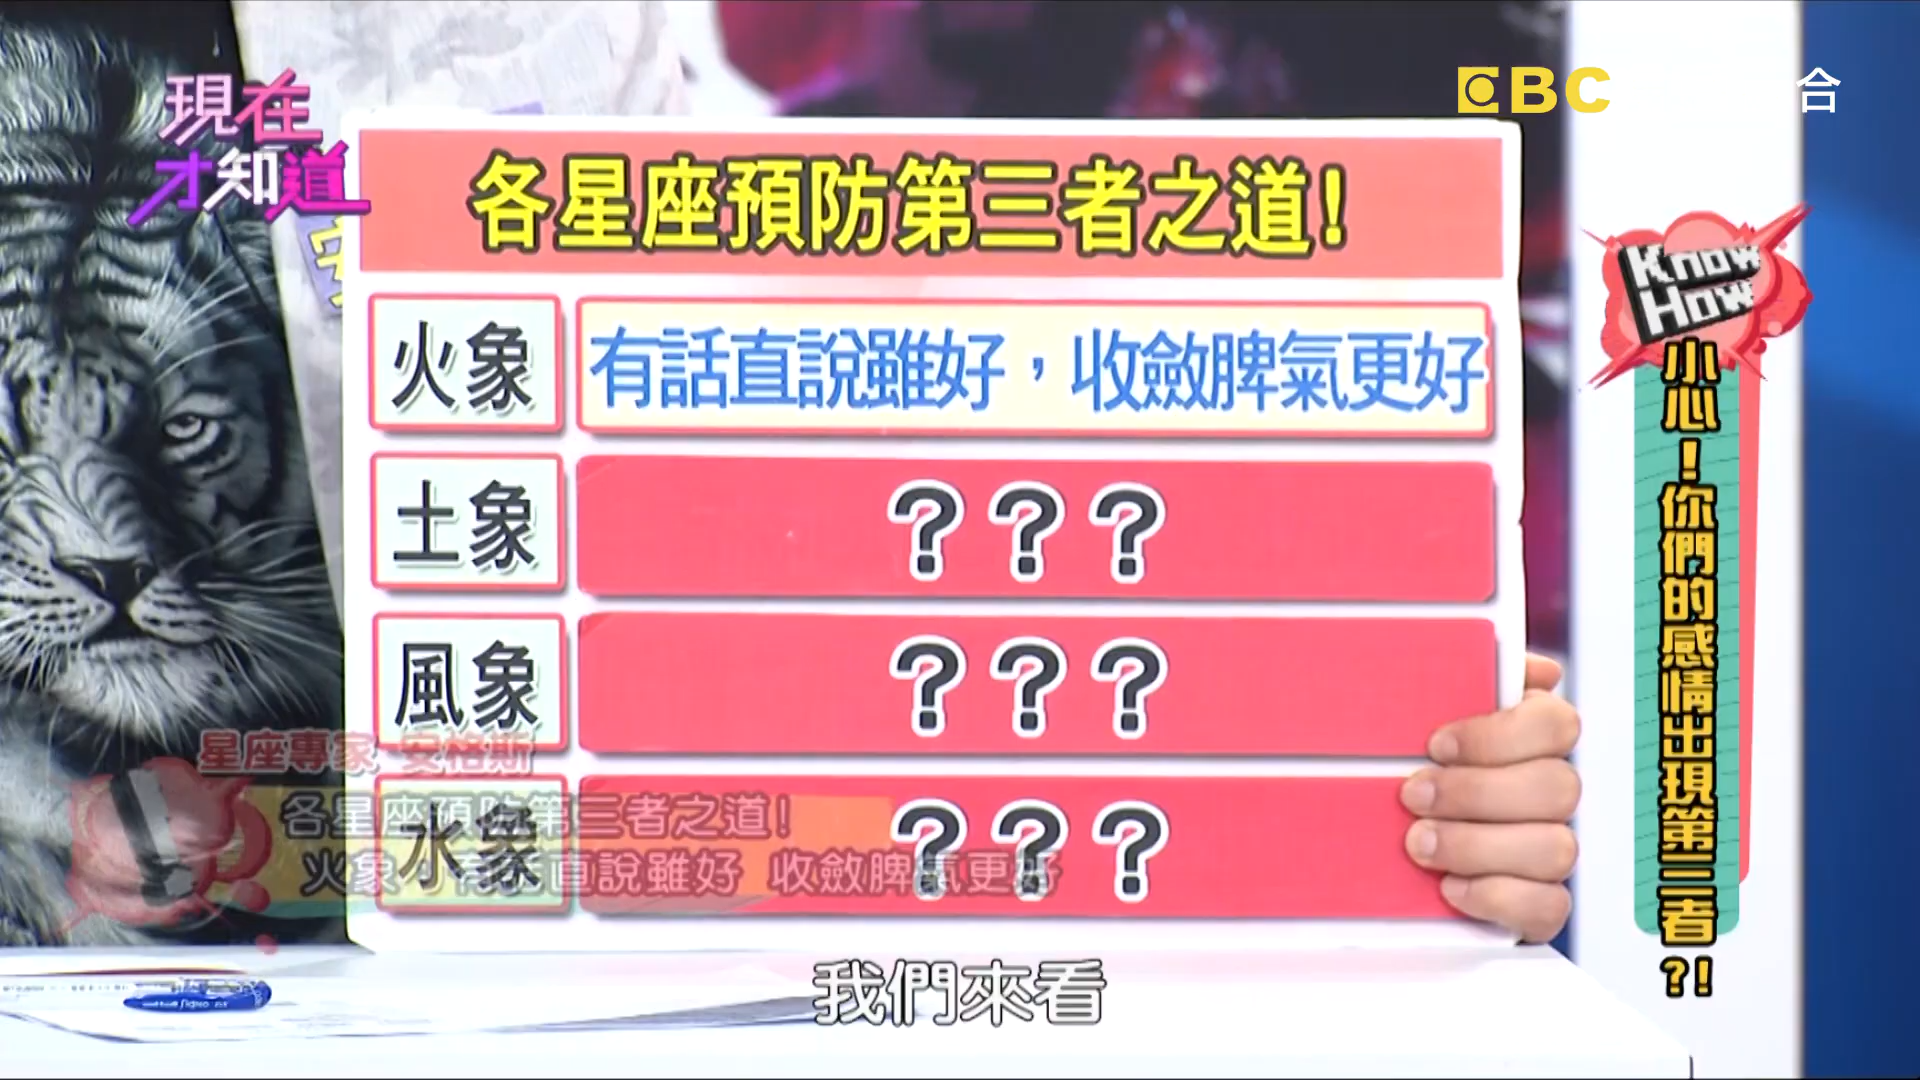 現在
才知道
EBC
合
各星座預防第三者之道!
火象
有話直說雖好，收斂脾氣更好
土象
???
風象
???
水象
???
Know
How
小心!你們的感情出現第三者?!
星座專家 安格斯
各星座預防第三者之道!
火象:有話直說雖好 收斂脾氣更好
我們來看